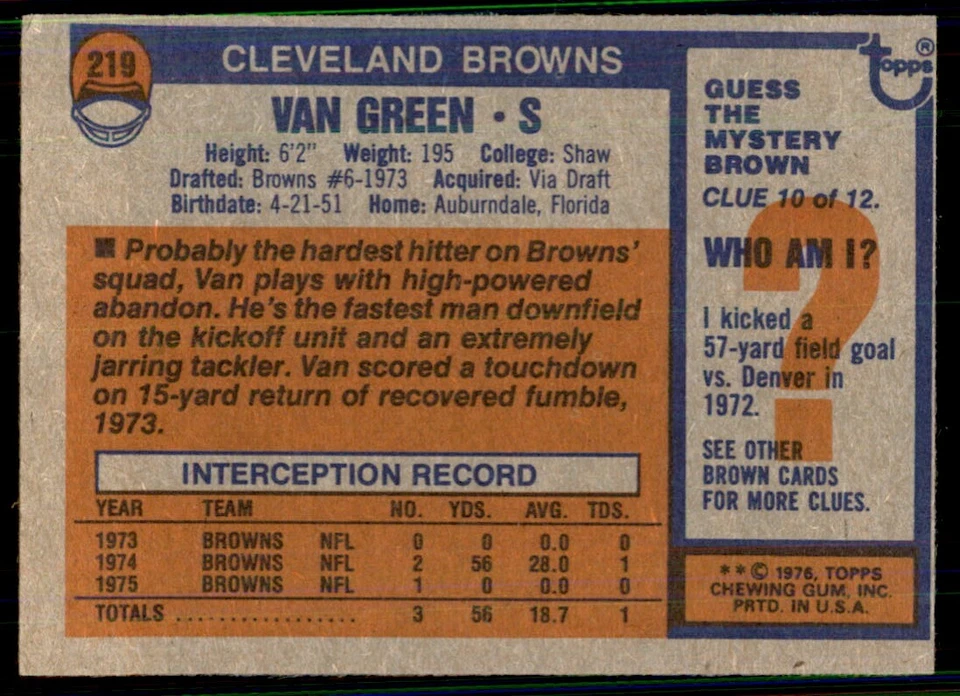 219
CLEVELAND BROWNS
VAN GREEN • S
Height: 6'2" Weight: 195 College: Shaw
Drafted: Browns #6-1973 Acquired: Via Draft
Birthdate: 4-21-51 Home: Auburndale, Florida
■ Probably the hardest hitter on Browns'
squad, Van plays with high-powered
abandon. He's the fastest man downfield
on the kickoff unit and an extremely
jarring tackler. Van scored a touchdown
on 15-yard return of recovered fumble,
1973.
INTERCEPTION RECORD
YEAR TEAM NO. YDS. AVG. TDS.
1973 BROWNS NFL 0 0 0.0 0
1974 BROWNS NFL 2 56 28.0 1
1975 BROWNS NFL 1 0 0.0 0
TOTALS ................. 3 56 18.7 1
topps®
GUESS
THE
MYSTERY
BROWN
CLUE 10 of 12.
?
WHO AM I?
I kicked a
57-yard field goal
vs. Denver in
1972.
SEE OTHER
BROWN CARDS
FOR MORE CLUES.
**© 1976, TOPPS
CHEWING GUM, INC.
PRTD. IN U.S.A.